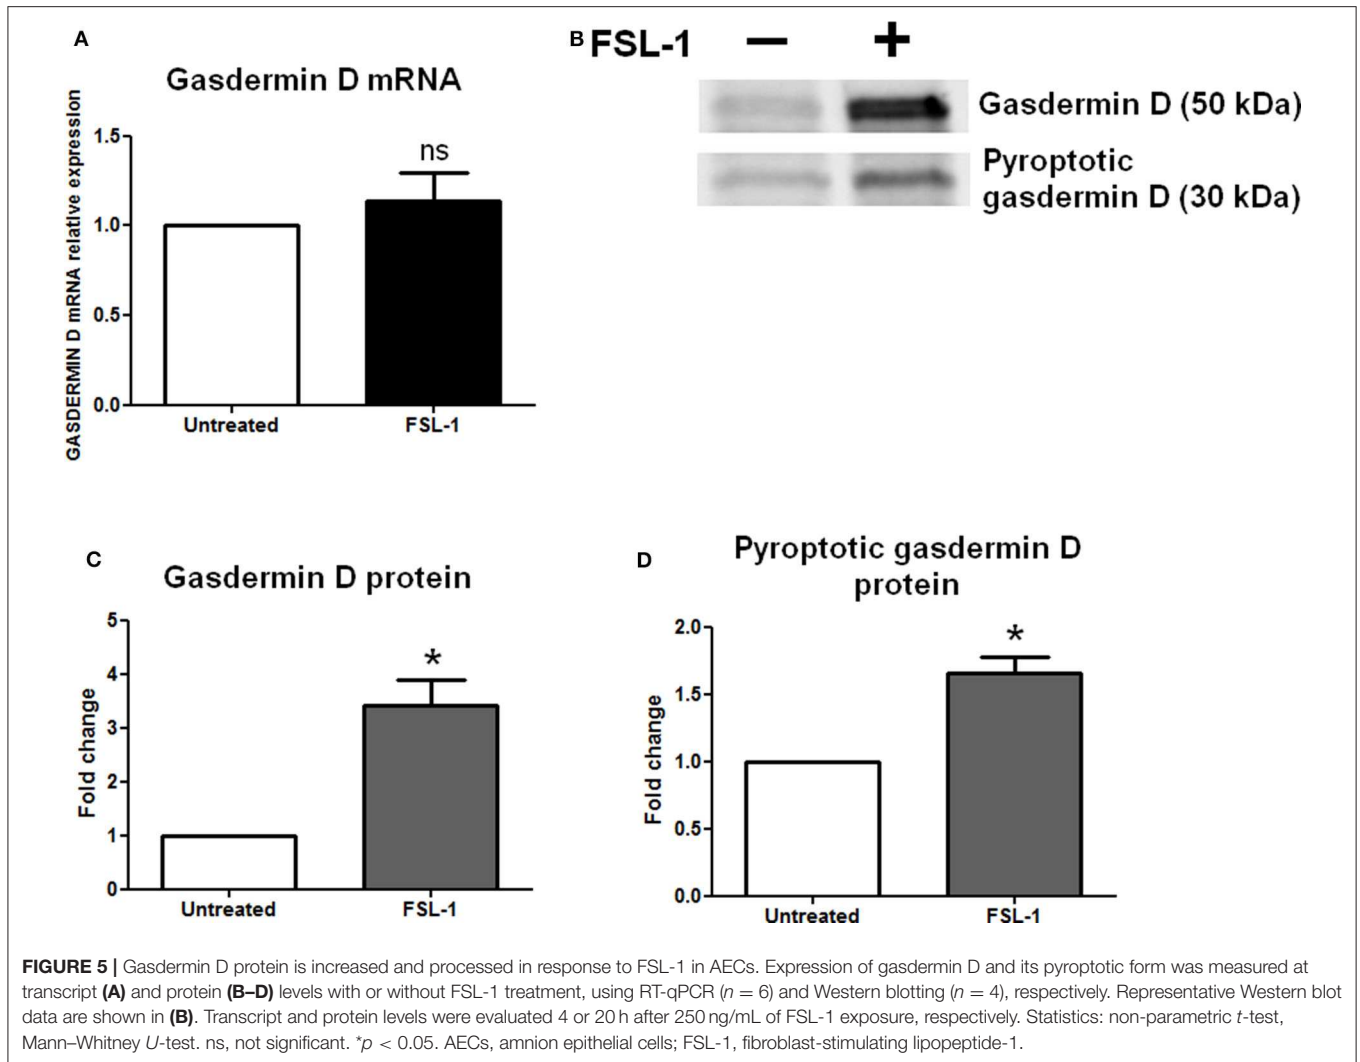 A
Gasdermin D mRNA
GASDERMIN D mRNA relative expression
1.5
1.0
0.5
0.0
ns
Untreated
FSL-1
B
FSL-1 − +
Gasdermin D (50 kDa)
Pyroptotic
gasdermin D (30 kDa)
C
Gasdermin D protein
Fold change
5
4
3
2
1
0
*
Untreated
FSL-1
D
Pyroptotic gasdermin D
protein
Fold change
2.0
1.5
1.0
0.5
0.0
*
Untreated
FSL-1
FIGURE 5 | Gasdermin D protein is increased and processed in response to FSL-1 in AECs. Expression of gasdermin D and its pyroptotic form was measured at
transcript (A) and protein (B–D) levels with or without FSL-1 treatment, using RT-qPCR (n = 6) and Western blotting (n = 4), respectively. Representative Western blot
data are shown in (B). Transcript and protein levels were evaluated 4 or 20 h after 250 ng/mL of FSL-1 exposure, respectively. Statistics: non-parametric t-test,
Mann–Whitney U-test. ns, not significant. *p < 0.05. AECs, amnion epithelial cells; FSL-1, fibroblast-stimulating lipopeptide-1.